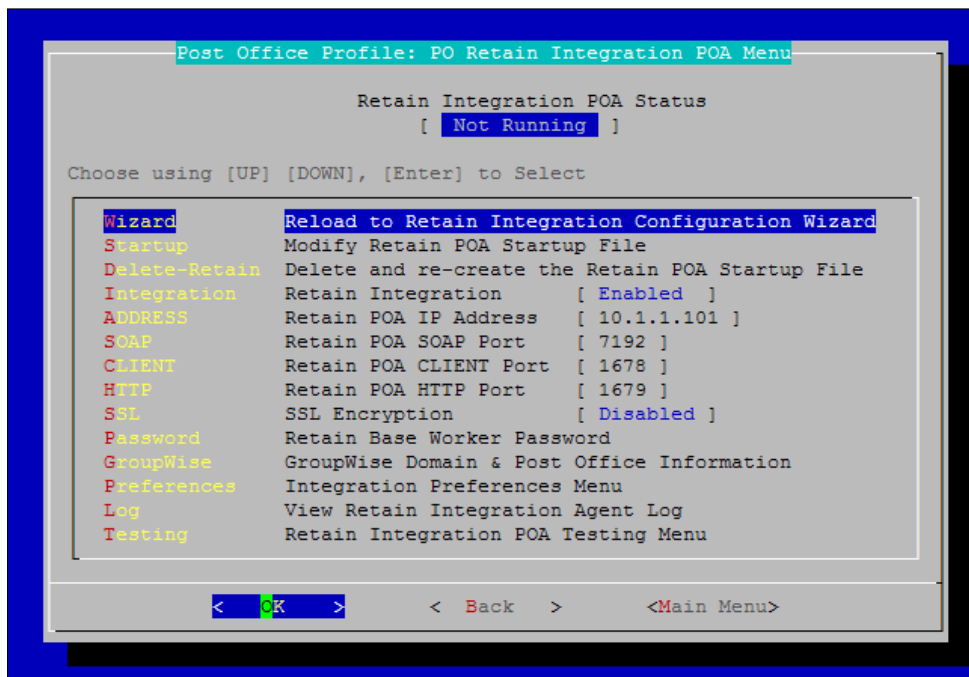 Post Office Profile: PO Retain Integration POA Menu
Retain Integration POA Status
[ Not Running ]
Choose using [UP] [DOWN], [Enter] to Select
Wizard Reload to Retain Integration Configuration Wizard
Startup Modify Retain POA Startup File
Delete-Retain Delete and re-create the Retain POA Startup File
Integration Retain Integration [ Enabled ]
ADDRESS Retain POA IP Address [ 10.1.1.101 ]
SOAP Retain POA SOAP Port [ 7192 ]
CLIENT Retain POA CLIENT Port [ 1678 ]
HTTP Retain POA HTTP Port [ 1679 ]
SSL SSL Encryption [ Disabled ]
Password Retain Base Worker Password
GroupWise GroupWise Domain & Post Office Information
Preferences Integration Preferences Menu
Log View Retain Integration Agent Log
Testing Retain Integration POA Testing Menu
< OK > < Back > <Main Menu>